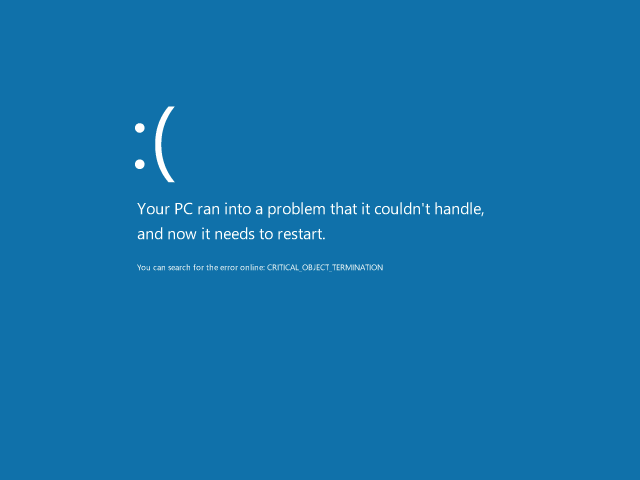 :(
Your PC ran into a problem that it couldn't handle,
and now it needs to restart.
You can search for the error online: CRITICAL_OBJECT_TERMINATION